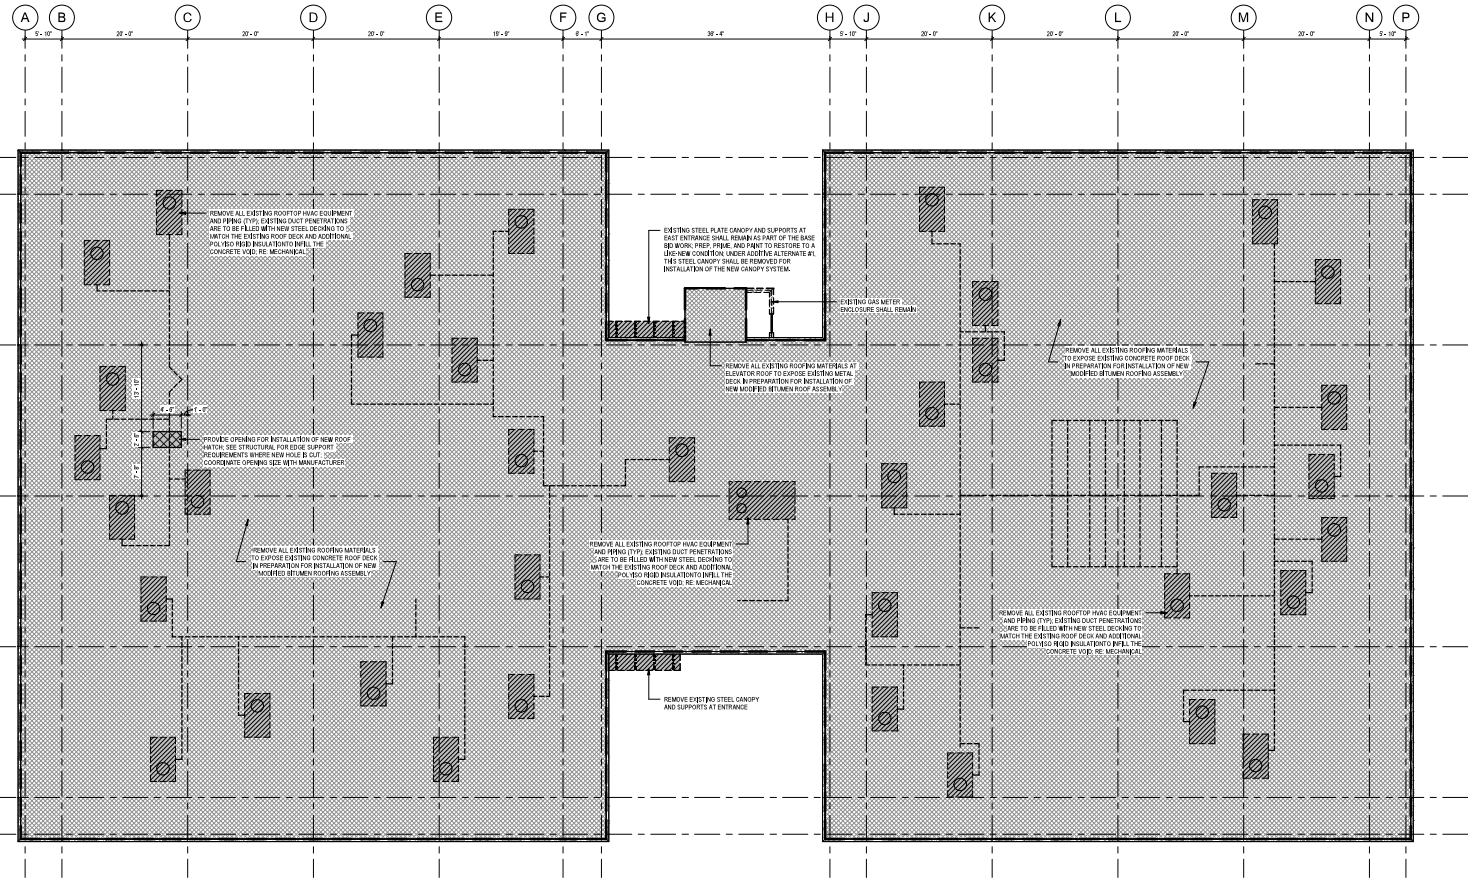 A B C D E F G H J K L M N P
5' - 10" 20' - 0" 20' - 0" 20' - 0" 19' - 9" 6' - 1" 36' - 4" 5' - 10" 20' - 0" 20' - 0" 20' - 0" 20' - 0" 5' - 10"
REMOVE ALL EXISTING ROOFTOP HVAC EQUIPMENT
AND PIPING (TYP); EXISTING DUCT PENETRATIONS
ARE TO BE FILLED WITH NEW STEEL DECKING TO
MATCH THE EXISTING ROOF DECK AND ADDITIONAL
POLYISO RIGID INSULATIONTO INFILL THE
CONCRETE VOID; RE: MECHANICAL
EXISTING STEEL PLATE CANOPY AND SUPPORTS AT
EAST ENTRANCE SHALL REMAIN AS PART OF THE BASE
BID WORK; PREP, PRIME, AND PAINT TO RESTORE TO A
LIKE-NEW CONDITION; UNDER ADDITIVE ALTERNATE #1,
THIS STEEL CANOPY SHALL BE REMOVED FOR
INSTALLATION OF THE NEW CANOPY SYSTEM.
EXISTING GAS METER
ENCLOSURE SHALL REMAIN
REMOVE ALL EXISTING ROOFING MATERIALS AT
ELEVATOR ROOF TO EXPOSE EXISTING METAL
DECK IN PREPARATION FOR INSTALLATION OF
NEW MODIFIED BITUMEN ROOF ASSEMBLY
REMOVE ALL EXISTING ROOFING MATERIALS
TO EXPOSE EXISTING CONCRETE ROOF DECK
IN PREPARATION FOR INSTALLATION OF NEW
MODIFIED BITUMEN ROOFING ASSEMBLY
13' - 10"
4' - 9"
1' - 0"
7' - 8"
PROVIDE OPENING FOR INSTALLATION OF NEW ROOF
HATCH; SEE STRUCTURAL FOR EDGE SUPPORT
REQUIREMENTS WHERE NEW HOLE IS CUT;
COORDINATE OPENING SIZE WITH MANUFACTURER
REMOVE ALL EXISTING ROOFING MATERIALS
TO EXPOSE EXISTING CONCRETE ROOF DECK
IN PREPARATION FOR INSTALLATION OF NEW
MODIFIED BITUMEN ROOFING ASSEMBLY
REMOVE ALL EXISTING ROOFTOP HVAC EQUIPMENT
AND PIPING (TYP); EXISTING DUCT PENETRATIONS
ARE TO BE FILLED WITH NEW STEEL DECKING TO
MATCH THE EXISTING ROOF DECK AND ADDITIONAL
POLYISO RIGID INSULATIONTO INFILL THE
CONCRETE VOID; RE: MECHANICAL
REMOVE ALL EXISTING ROOFTOP HVAC EQUIPMENT
AND PIPING (TYP); EXISTING DUCT PENETRATIONS
ARE TO BE FILLED WITH NEW STEEL DECKING TO
MATCH THE EXISTING ROOF DECK AND ADDITIONAL
POLYISO RIGID INSULATIONTO INFILL THE
CONCRETE VOID; RE: MECHANICAL
REMOVE EXISTING STEEL CANOPY
AND SUPPORTS AT ENTRANCE